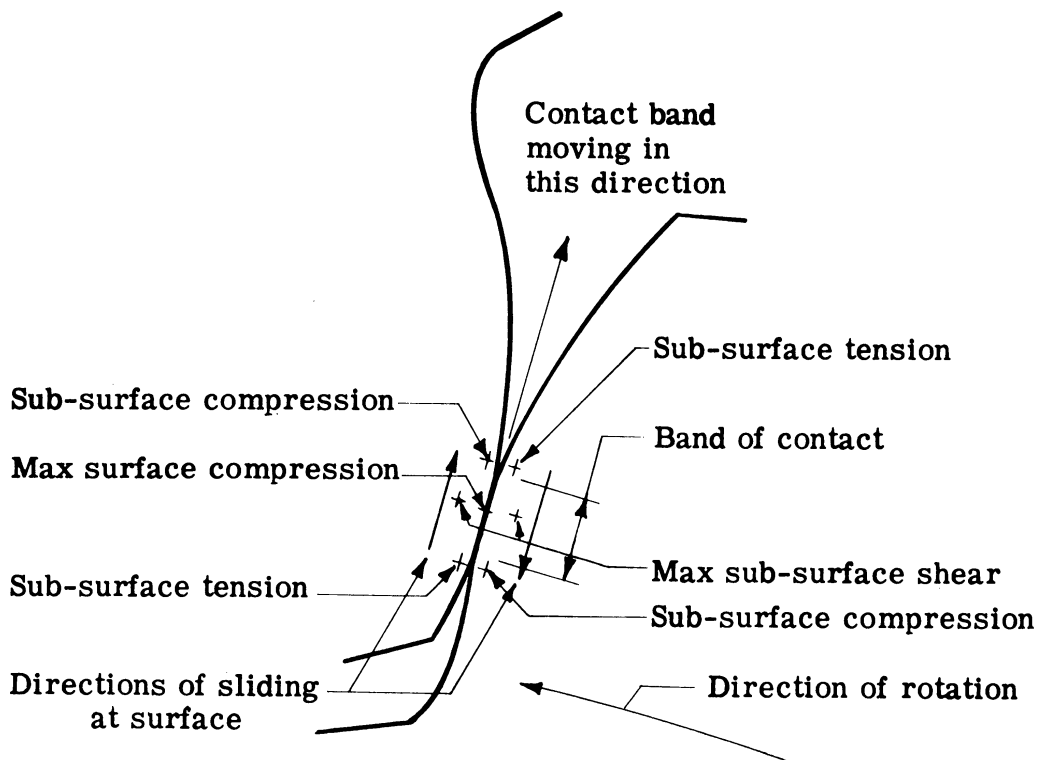 Contact band
moving in
this direction
Sub-surface tension
Sub-surface compression
Band of contact
Max surface compression
Max sub-surface shear
Sub-surface tension
Sub-surface compression
Directions of sliding
at surface
Direction of rotation